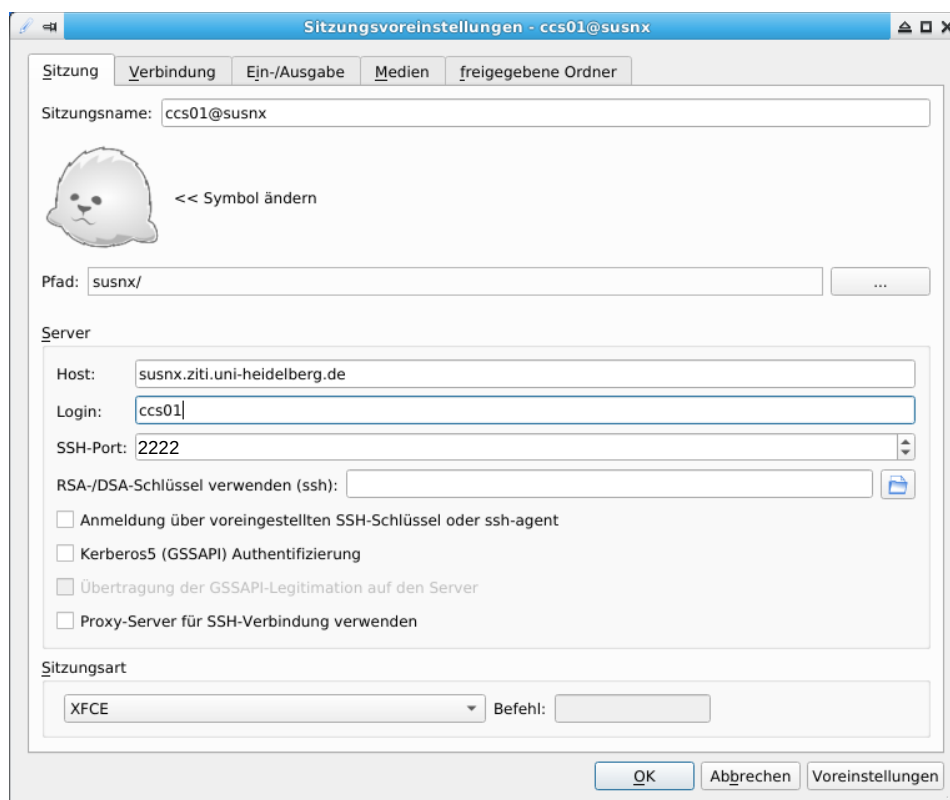 Sitzungsvoreinstellungen - ccs01@susnx
Sitzung Verbindung Ein-/Ausgabe Medien freigegebene Ordner
Sitzungsname: ccs01@susnx
<< Symbol ändern
Pfad: susnx/ ...
Server
Host: susnx.ziti.uni-heidelberg.de
Login: ccs01
SSH-Port: 2222
RSA-/DSA-Schlüssel verwenden (ssh):
Anmeldung über voreingestellten SSH-Schlüssel oder ssh-agent
Kerberos5 (GSSAPI) Authentifizierung
Übertragung der GSSAPI-Legitimation auf den Server
Proxy-Server für SSH-Verbindung verwenden
Sitzungsart
XFCE Befehl:
OK Abbrechen Voreinstellungen